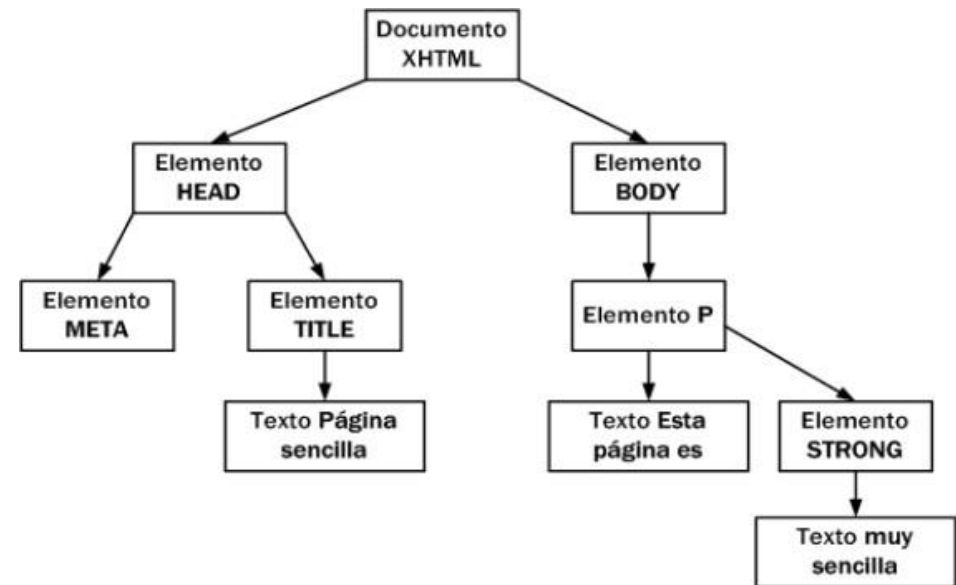 Documento
XHTML
Elemento
HEAD
Elemento
BODY
Elemento
META
Elemento
TITLE
Elemento P
Texto Página
sencilla
Texto Esta
página es
Elemento
STRONG
Texto muy
sencilla